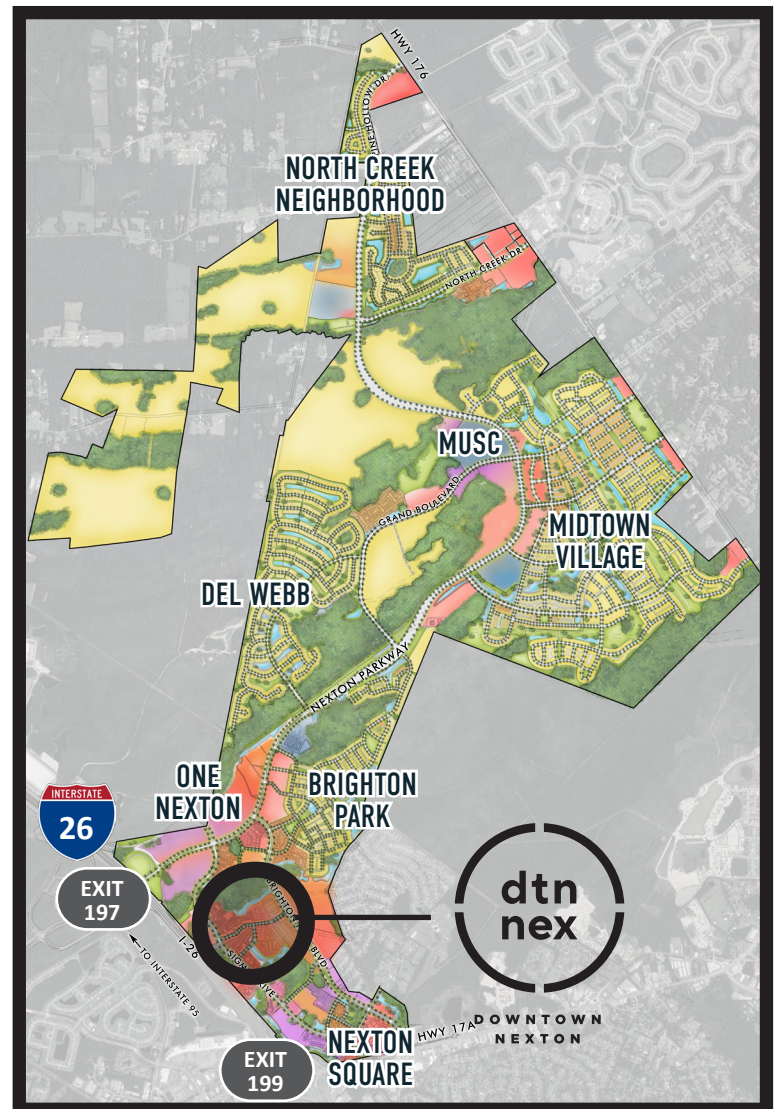 HWY 176
NORTH CREEK
NEIGHBORHOOD
NORTH CREEK DR
MUSC
GRAND BOULEVARD
MIDTOWN
VILLAGE
DEL WEBB
NEXTON PARKWAY
ONE
NEXTON
BRIGHTON
PARK
INTERSTATE
26
EXIT
197
I-26
TO INTERSTATE 95
BLVD
dtn
nex
DOWNTOWN
NEXTON
HWY 17A
NEXTON
SQUARE
EXIT
199